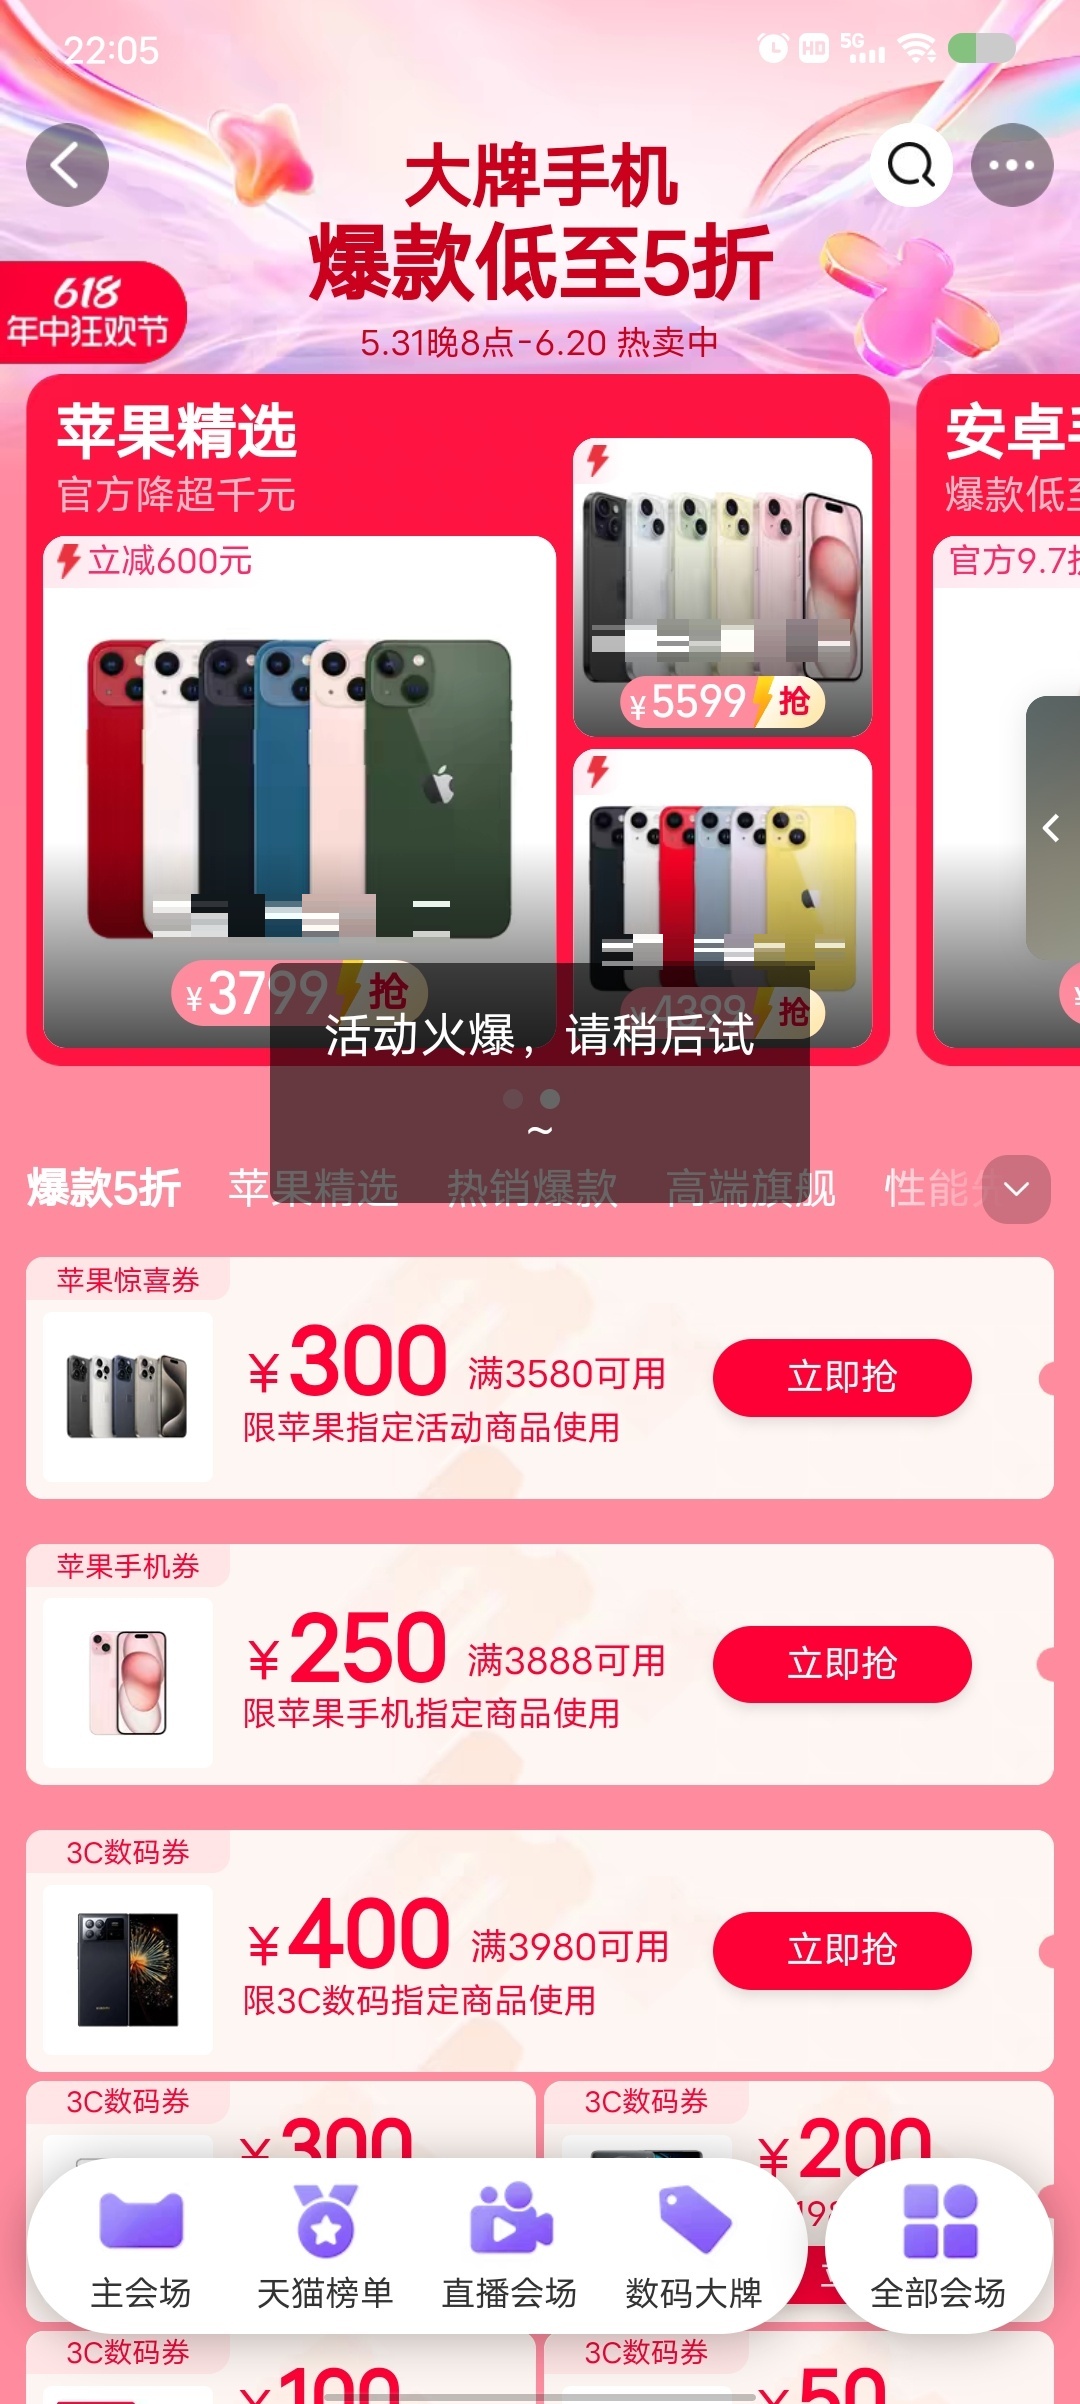 22:05
HD
5G
大牌手机
爆款低至5折
618
年中狂欢节
5.31晚8点-6.20 热卖中
苹果精选
官方降超千元
立减600元
¥3799 抢
¥5599 抢
¥4399 抢
安卓
爆款低至
官方9.7折
活动火爆，请稍后试
~
爆款5折 苹果精选 热销爆款 高端旗舰 性能
苹果惊喜券
¥300 满3580可用
限苹果指定活动商品使用
立即抢
苹果手机券
¥250 满3888可用
限苹果手机指定商品使用
立即抢
3C数码券
¥400 满3980可用
限3C数码指定商品使用
立即抢
3C数码券
¥300
3C数码券
¥200
主会场 天猫榜单 直播会场 数码大牌 全部会场
3C数码券
¥100
3C数码券
¥50